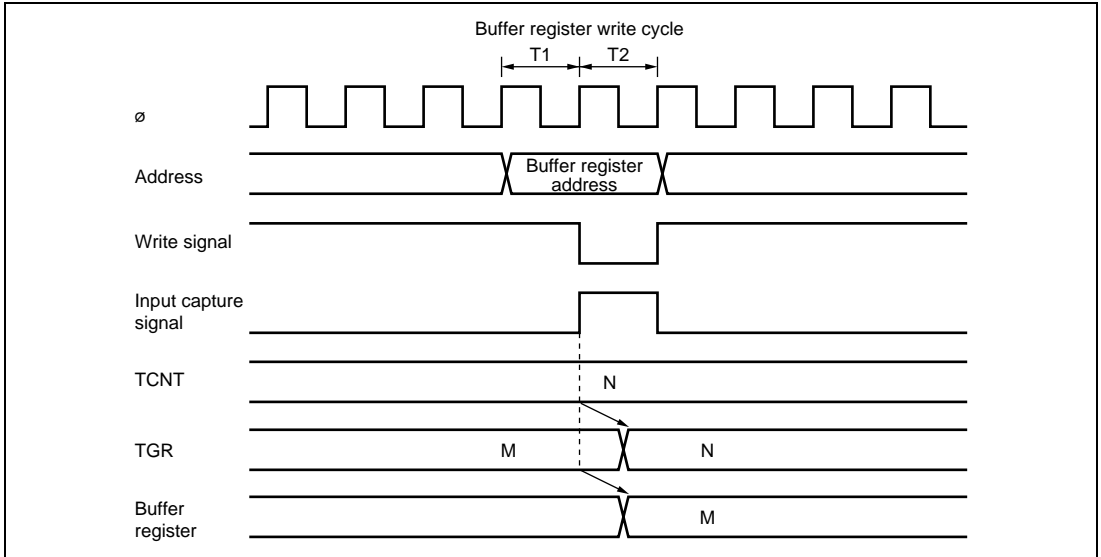 Buffer register write cycle
T1 T2
ø
Address
Buffer register
address
Write signal
Input capture
signal
TCNT
N
TGR
M N
Buffer
register
M